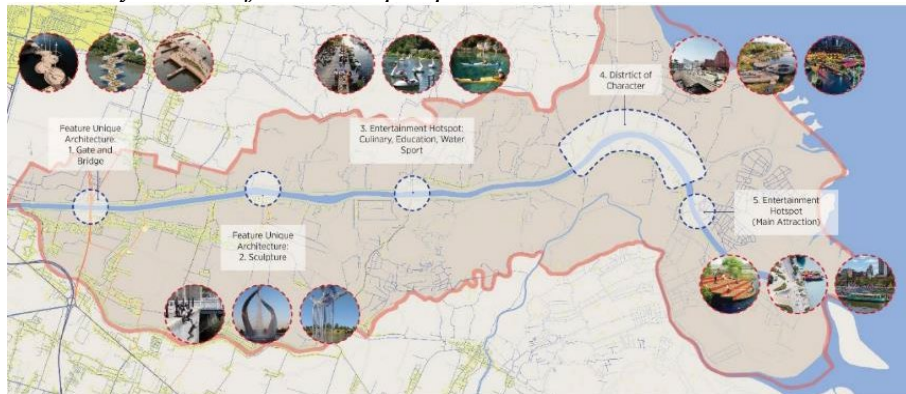 Feature Unique
Architecture:
1. Gate and
Bridge
Feature Unique
Architecture:
2. Sculpture
3. Entertainment Hotspot:
Culinary, Education, Water
Sport
4. Distrtict of
Character
5. Entertainment
Hotspot
(Main Attraction)